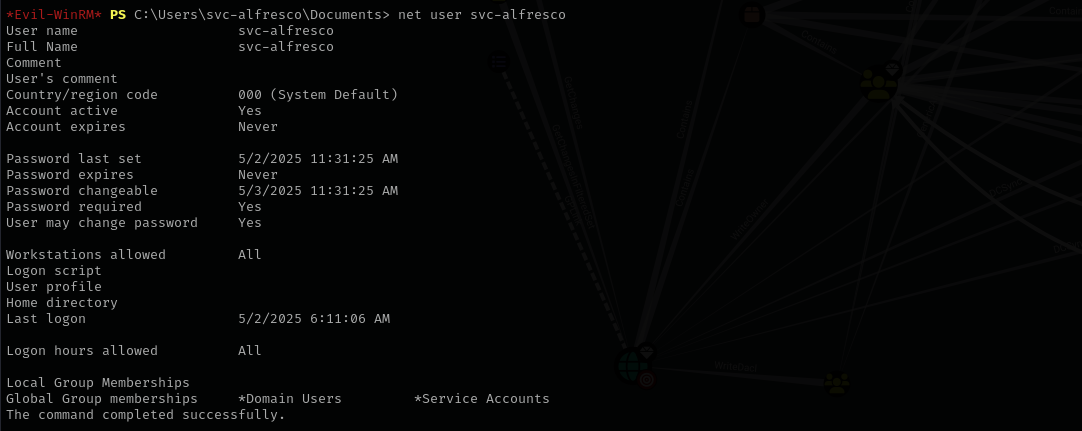 *Evil-WinRM* PS C:\Users\svc-alfresco\Documents> net user svc-alfresco
User name                    svc-alfresco
Full Name                    svc-alfresco
Comment
User's comment
Country/region code          000 (System Default)
Account active               Yes
Account expires              Never

Password last set            5/2/2025 11:31:25 AM
Password expires             Never
Password changeable          5/3/2025 11:31:25 AM
Password required            Yes
User may change password     Yes

Workstations allowed         All
Logon script
User profile
Home directory
Last logon                   5/2/2025 6:11:06 AM

Logon hours allowed          All

Local Group Memberships
Global Group memberships     *Domain Users         *Service Accounts
The command completed successfully.